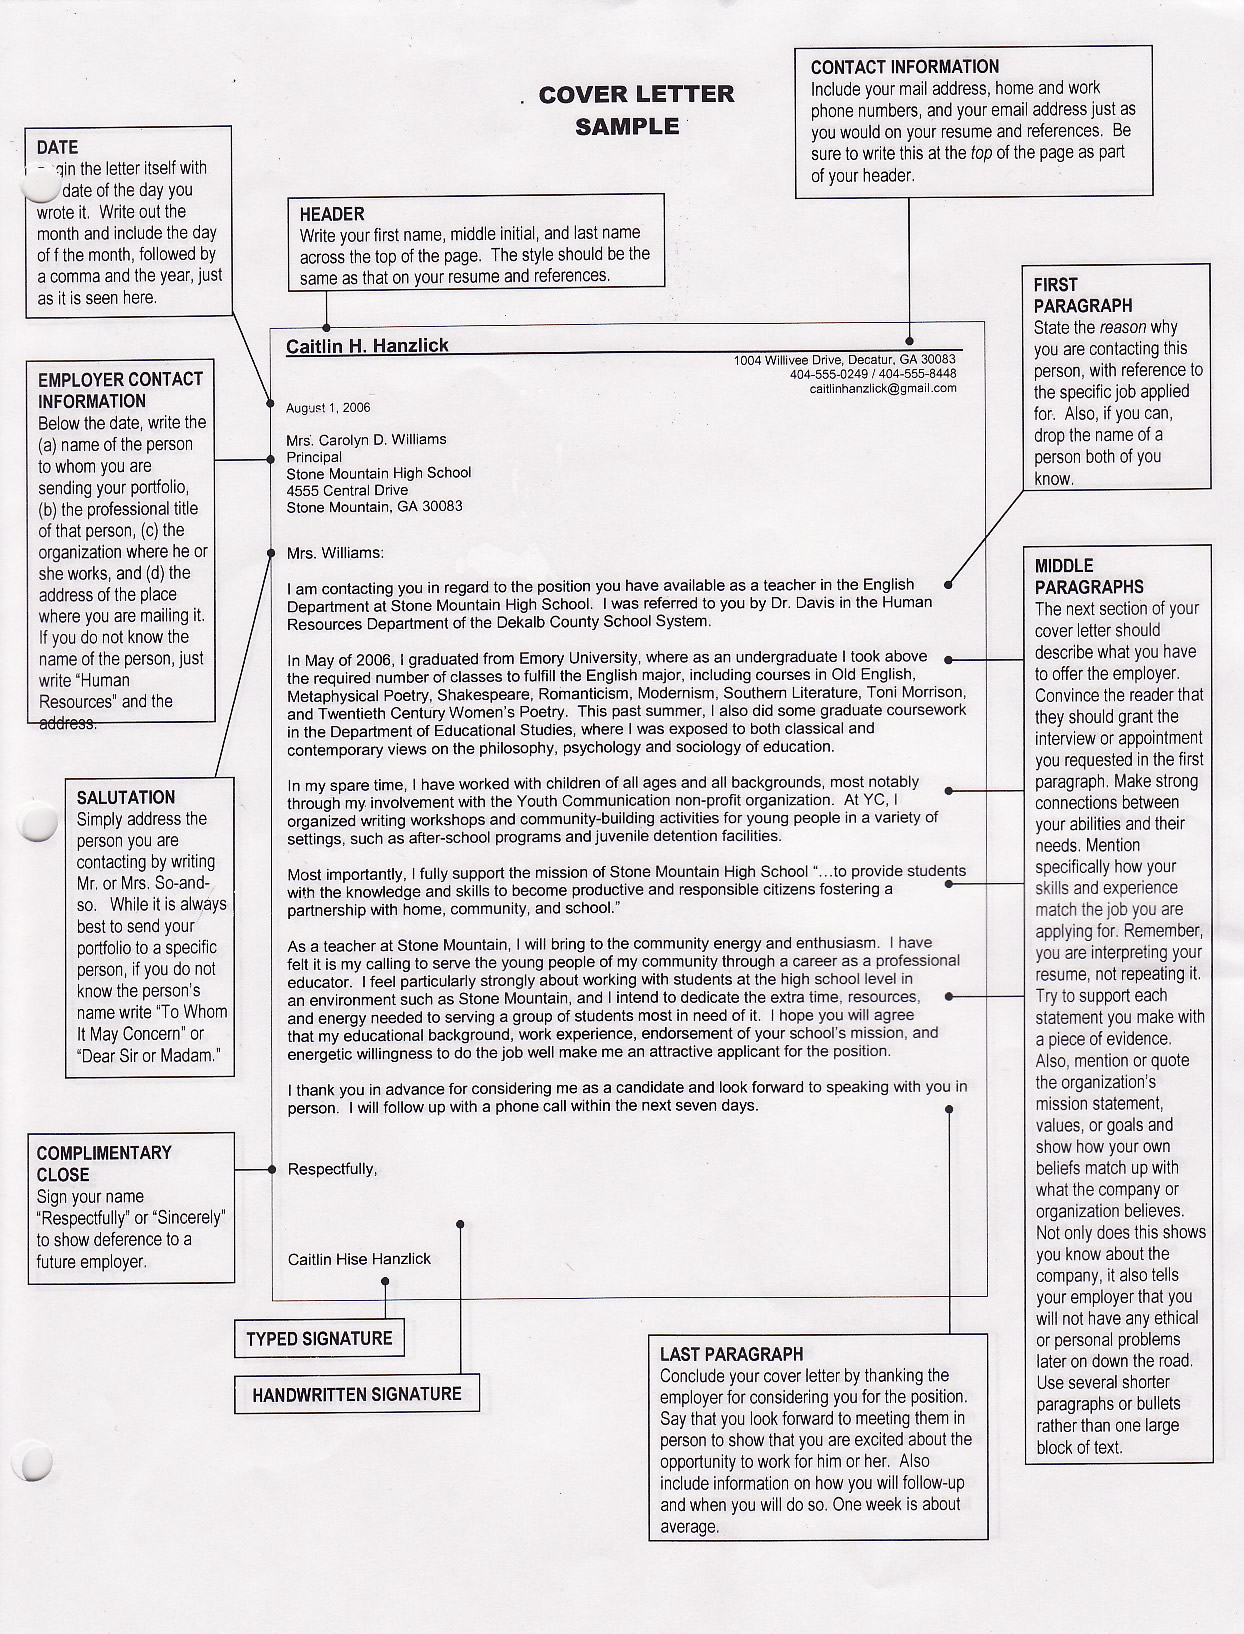 COVER LETTER
SAMPLE
CONTACT INFORMATION
Include your mail address, home and work
phone numbers, and your email address just as
you would on your resume and references. Be
sure to write this at the top of the page as part
of your header.
DATE
gin the letter itself with
date of the day you
wrote it. Write out the
month and include the day
of f the month, followed by
a comma and the year, just
as it is seen here.
HEADER
Write your first name, middle initial, and last name
across the top of the page. The style should be the
same as that on your resume and references.
FIRST
PARAGRAPH
State the reason why
you are contacting this
person, with reference to
the specific job applied
for. Also, if you can,
drop the name of a
person both of you
know.
EMPLOYER CONTACT
INFORMATION
Below the date, write the
(a) name of the person
to whom you are
sending your portfolio,
(b) the professional title
of that person, (c) the
organization where he or
she works, and (d) the
address of the place
where you are mailing it.
If you do not know the
name of the person, just
write “Human
Resources” and the
address.
Caitlin H. Hanzlick
1004 Willivee Drive, Decatur, GA 30083
404-555-0249 / 404-555-8448
caitlinhanzlick@gmail.com
August 1, 2006
Mrs. Carolyn D. Williams
Principal
Stone Mountain High School
4555 Central Drive
Stone Mountain, GA 30083
Mrs. Williams:
I am contacting you in regard to the position you have available as a teacher in the English
Department at Stone Mountain High School. I was referred to you by Dr. Davis in the Human
Resources Department of the Dekalb County School System.
In May of 2006, I graduated from Emory University, where as an undergraduate I took above
the required number of classes to fulfill the English major, including courses in Old English,
Metaphysical Poetry, Shakespeare, Romanticism, Modernism, Southern Literature, Toni Morrison,
and Twentieth Century Women's Poetry. This past summer, I also did some graduate coursework
in the Department of Educational Studies, where I was exposed to both classical and
contemporary views on the philosophy, psychology and sociology of education.
In my spare time, I have worked with children of all ages and all backgrounds, most notably
through my involvement with the Youth Communication non-profit organization. At YC, I
organized writing workshops and community-building activities for young people in a variety of
settings, such as after-school programs and juvenile detention facilities.
Most importantly, I fully support the mission of Stone Mountain High School “...to provide students
with the knowledge and skills to become productive and responsible citizens fostering a
partnership with home, community, and school.”
As a teacher at Stone Mountain, I will bring to the community energy and enthusiasm. I have
felt it is my calling to serve the young people of my community through a career as a professional
educator. I feel particularly strongly about working with students at the high school level in
an environment such as Stone Mountain, and I intend to dedicate the extra time, resources,
and energy needed to serving a group of students most in need of it. I hope you will agree
that my educational background, work experience, endorsement of your school's mission, and
energetic willingness to do the job well make me an attractive applicant for the position.
I thank you in advance for considering me as a candidate and look forward to speaking with you in
person. I will follow up with a phone call within the next seven days.
Respectfully,
Caitlin Hise Hanzlick
MIDDLE
PARAGRAPHS
The next section of your
cover letter should
describe what you have
to offer the employer.
Convince the reader that
they should grant the
interview or appointment
you requested in the first
paragraph. Make strong
connections between
your abilities and their
needs. Mention
specifically how your
skills and experience
match the job you are
applying for. Remember,
you are interpreting your
resume, not repeating it.
Try to support each
statement you make with
a piece of evidence.
Also, mention or quote
the organization's
mission statement,
values, or goals and
show how your own
beliefs match up with
what the company or
organization believes.
Not only does this shows
you know about the
company, it also tells
your employer that you
will not have any ethical
or personal problems
later on down the road.
Use several shorter
paragraphs or bullets
rather than one large
block of text.
SALUTATION
Simply address the
person you are
contacting by writing
Mr. or Mrs. So-and-
so. While it is always
best to send your
portfolio to a specific
person, if you do not
know the person's
name write “To Whom
It May Concern” or
“Dear Sir or Madam.”
COMPLIMENTARY
CLOSE
Sign your name
“Respectfully” or “Sincerely”
to show deference to a
future employer.
TYPED SIGNATURE
HANDWRITTEN SIGNATURE
LAST PARAGRAPH
Conclude your cover letter by thanking the
employer for considering you for the position.
Say that you look forward to meeting them in
person to show that you are excited about the
opportunity to work for him or her. Also
include information on how you will follow-up
and when you will do so. One week is about
average.